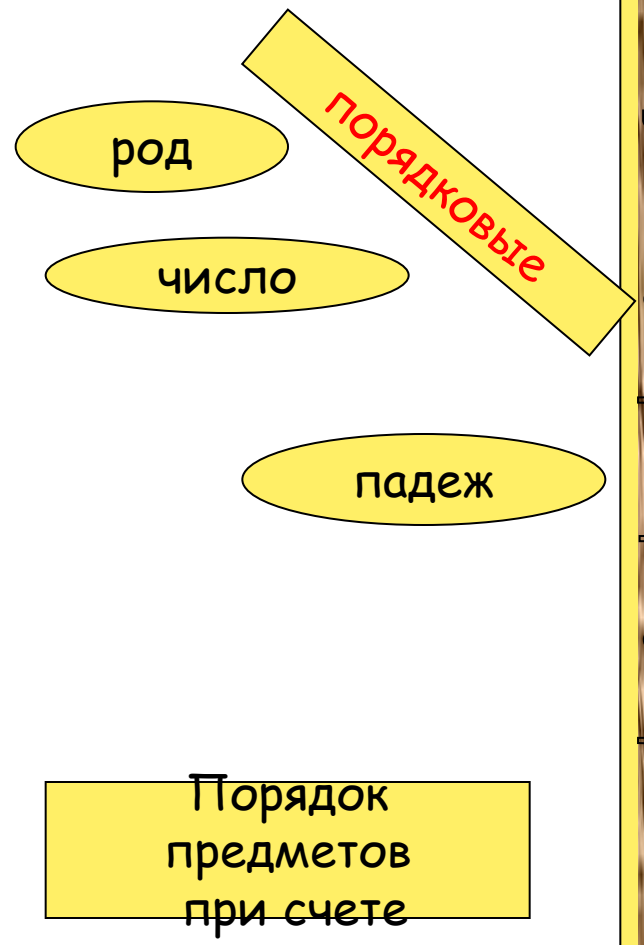 порядковые
род
число
падеж
Порядок
предметов
при счете